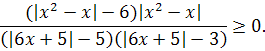 (|x² − x| − 6)|x² − x|
(|6x + 5| − 5)(|6x + 5| − 3)
≥ 0.